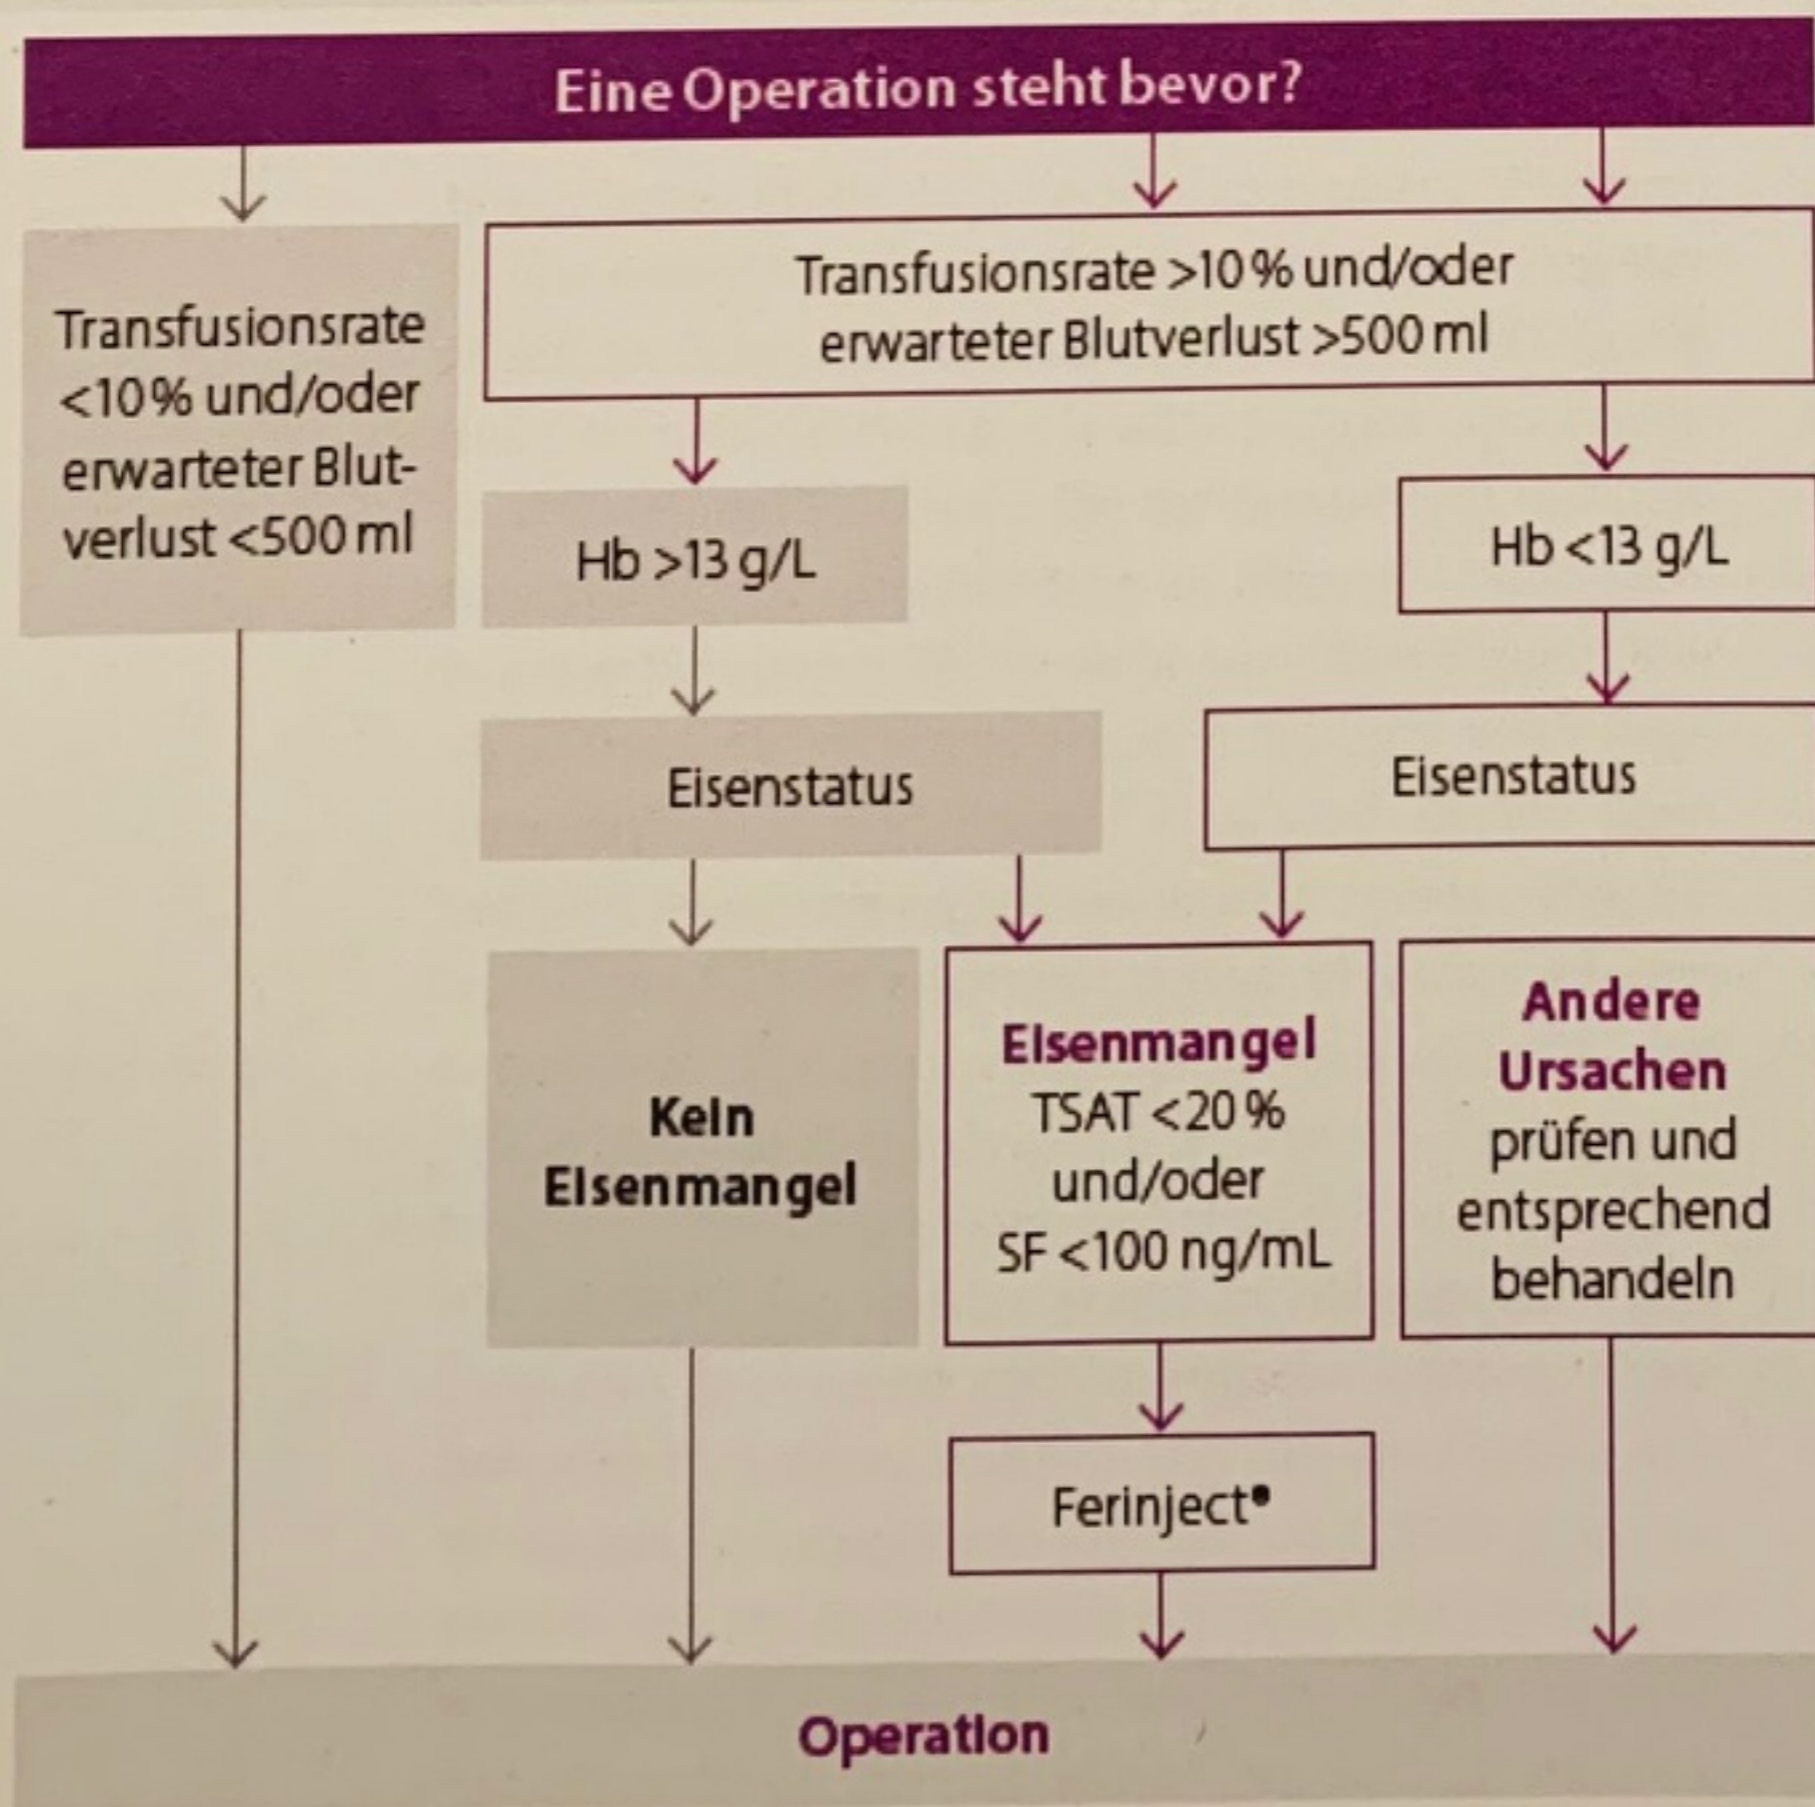 Eine Operation steht bevor?
Transfusionsrate
<10% und/oder
erwarteter Blut-
verlust <500 ml
Transfusionsrate >10% und/oder
erwarteter Blutverlust >500 ml
Hb >13 g/L
Hb <13 g/L
Eisenstatus
Eisenstatus
Kein
Eisenmangel
Eisenmangel
TSAT <20%
und/oder
SF <100 ng/mL
Andere
Ursachen
prüfen und
entsprechend
behandeln
Ferinject®
Operation